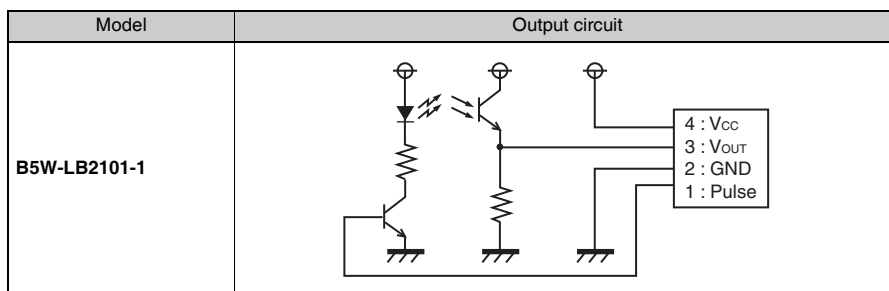 Model
Output circuit
B5W-LB2101-1
4 : Vcc
3 : VOUT
2 : GND
1 : Pulse